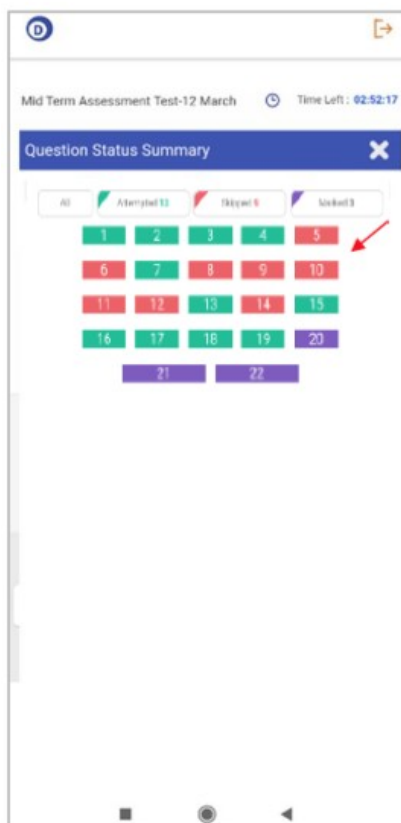 D
Mid Term Assessment Test-12 March Time Left : 02:52:17
Question Status Summary
All Attempted Skipped Marked 3
1 2 3 4 5
6 7 8 9 10
11 12 13 14 15
16 17 18 19 20
21 22